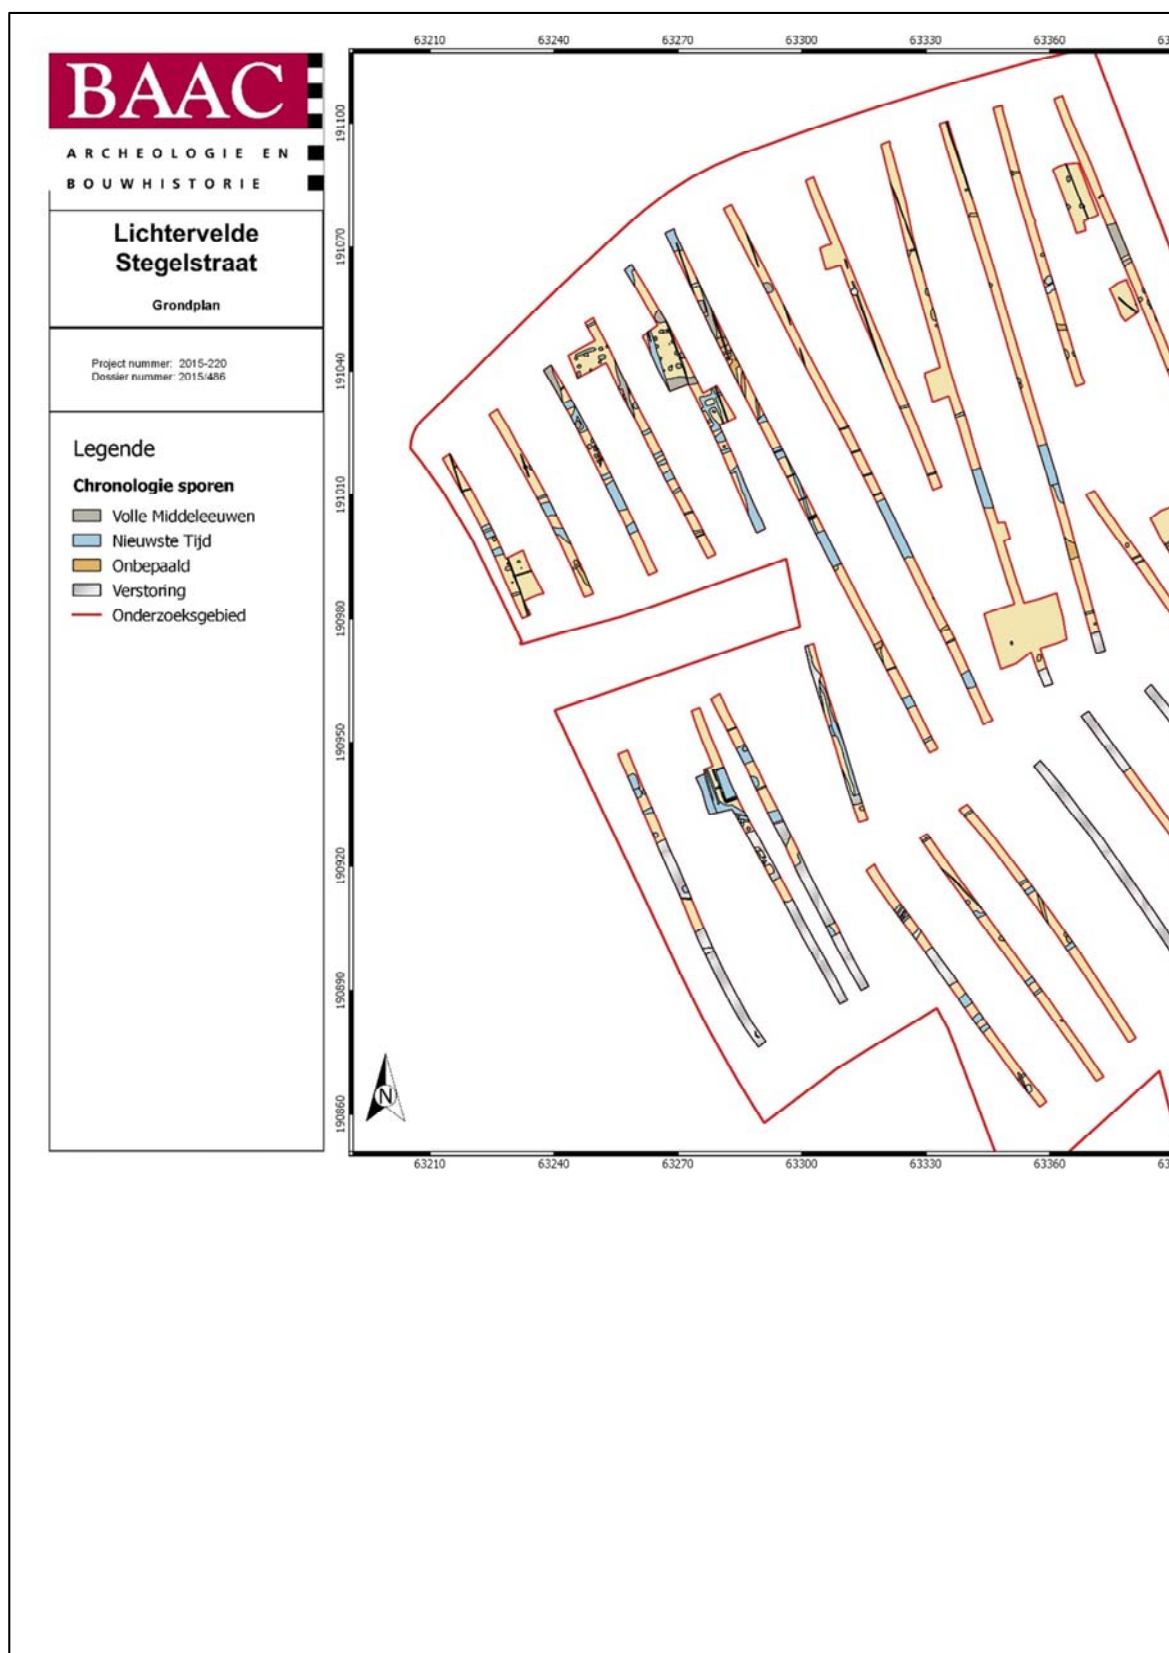 BAAC
ARCHEOLOGIE EN
BOUWHISTORIE
Lichtervelde
Stegelstraat
Grondplan
Project nummer: 2015-220
Dossier nummer: 2015/486
Legende
Chronologie sporen
Volle Middeleeuwen
Nieuwste Tijd
Onbepaald
Verstoring
Onderzoeksgebied
63210 63240 63270 63300 63330 63360 63
191100
191070
191040
191010
190980
190950
190920
190890
190860
N
63210 63240 63270 63300 63330 63360 63